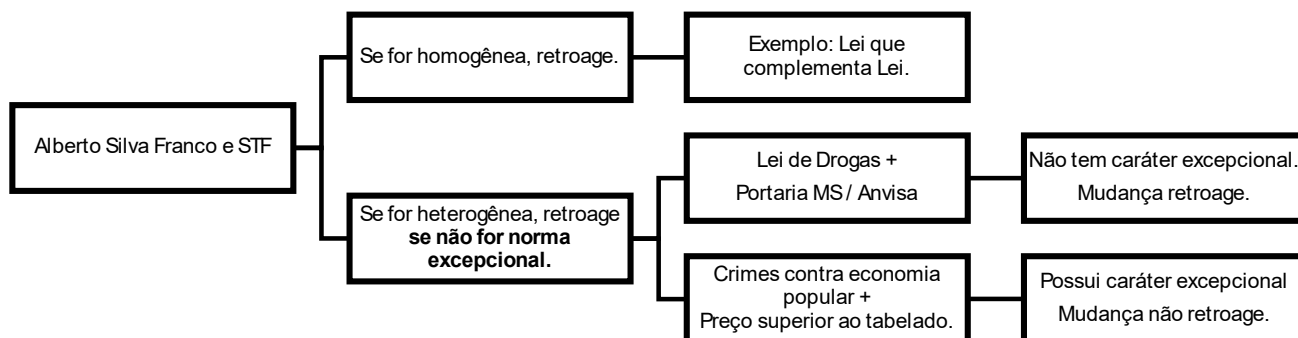 Alberto Silva Franco e STF
Se for homogênea, retroage.
Exemplo: Lei que
complementa Lei.
Se for heterogênea, retroage
se não for norma
excepcional.
Lei de Drogas +
Portaria MS / Anvisa
Não tem caráter excepcional.
Mudança retroage.
Crimes contra economia
popular +
Preço superior ao tabelado.
Possui caráter excepcional
Mudança não retroage.